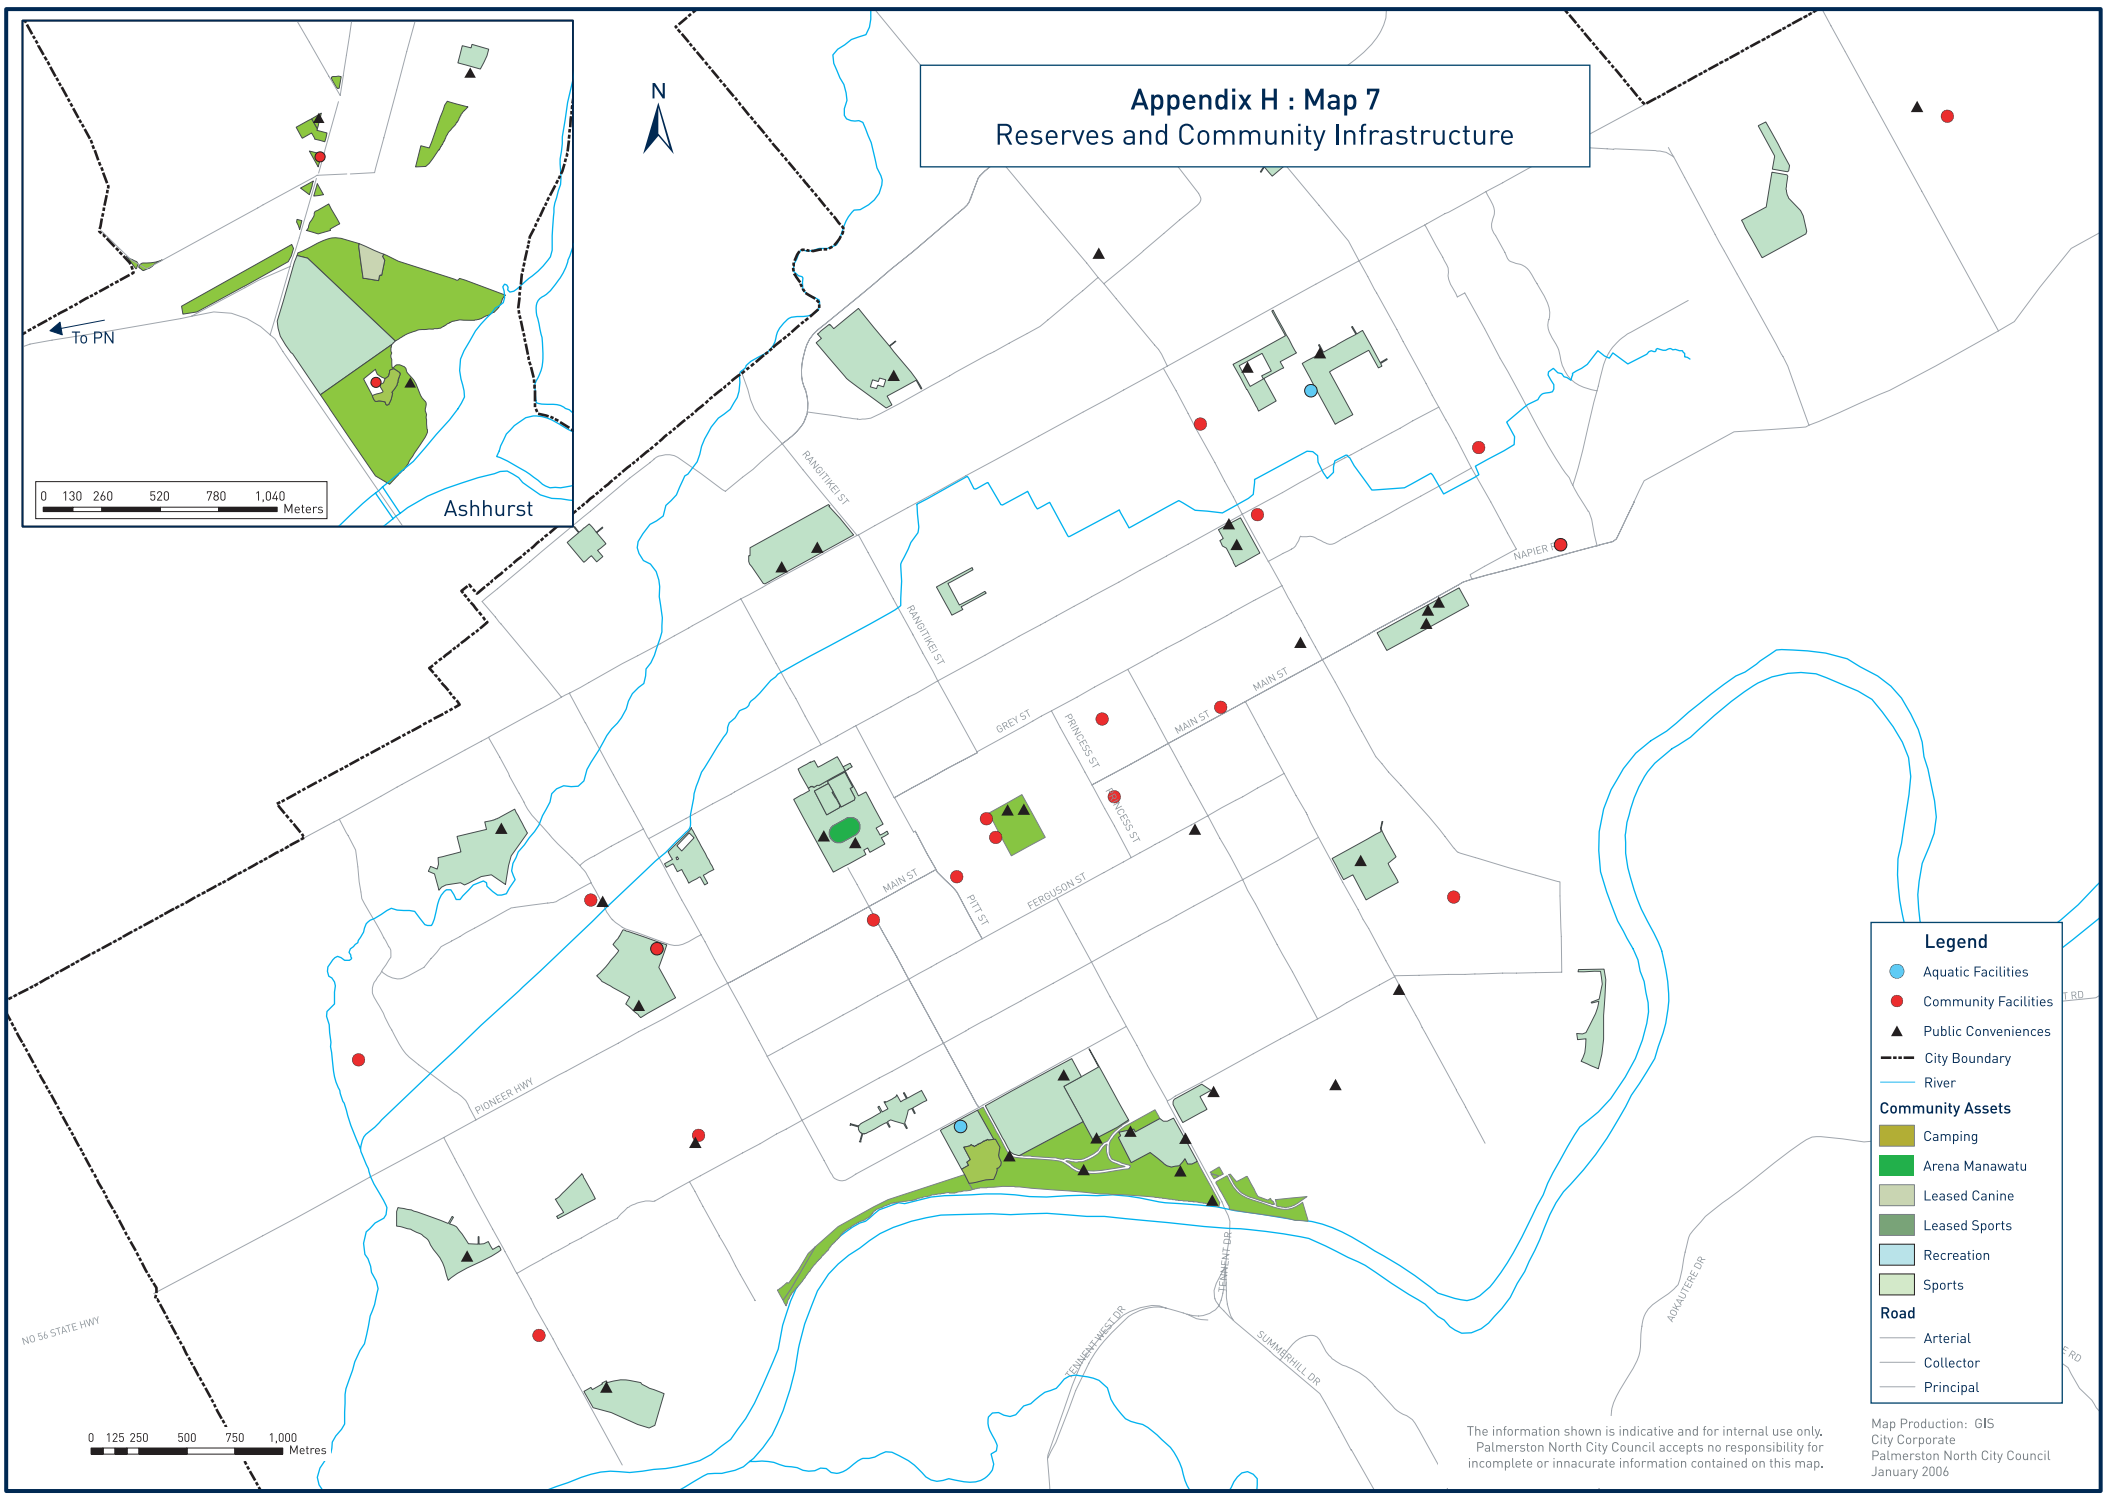 Appendix H : Map 7
Reserves and Community Infrastructure
N
To PN
0 130 260 520 780 1,040
Meters
Ashhurst
RANGITIKEI ST
RANGITIKEI ST
NAPIER
GREY ST
PRINCESS ST
MAIN ST
MAIN ST
PRINCESS ST
MAIN ST
PITT ST
FERGUSON ST
PIONEER HWY
NO 56 STATE HWY
TENNENT DR
TENNENT WEST DR
SUMMERHILL DR
AOKAUTERE DR
T RD
E RD
Legend
Aquatic Facilities
Community Facilities
Public Conveniences
City Boundary
River
Community Assets
Camping
Arena Manawatu
Leased Canine
Leased Sports
Recreation
Sports
Road
Arterial
Collector
Principal
0 125 250 500 750 1,000
Metres
The information shown is indicative and for internal use only.
Palmerston North City Council accepts no responsibility for
incomplete or innacurate information contained on this map.
Map Production: GIS
City Corporate
Palmerston North City Council
January 2006